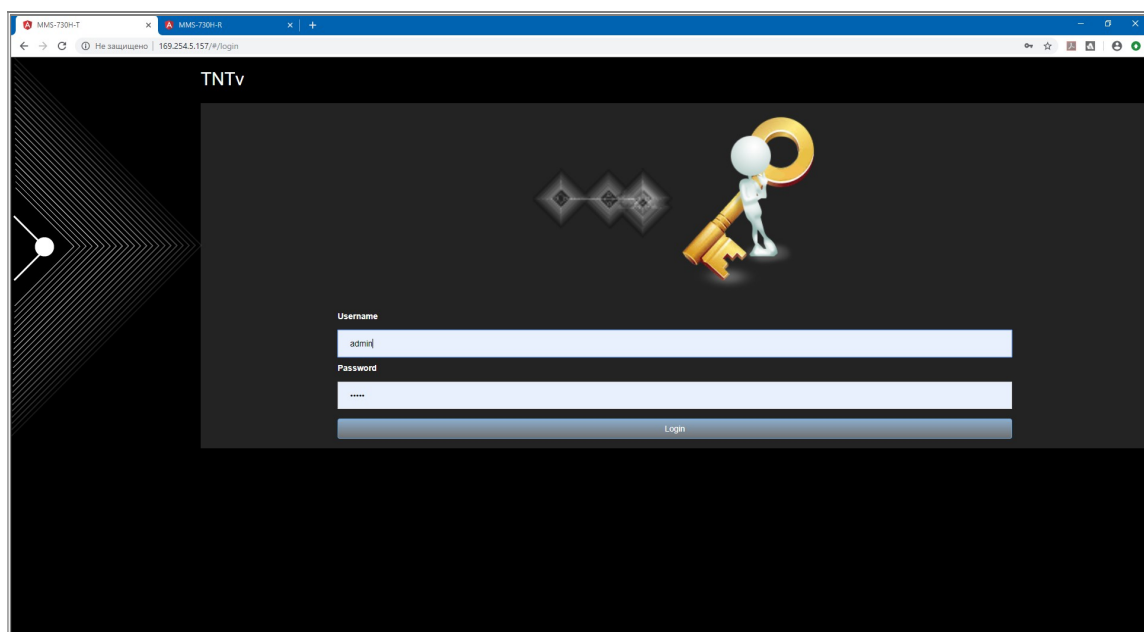 MMS-730H-T
MMS-730H-R
Не защищено | 169.254.5.157/#/login
TNTv
Username
admin
Password
•••••
Login